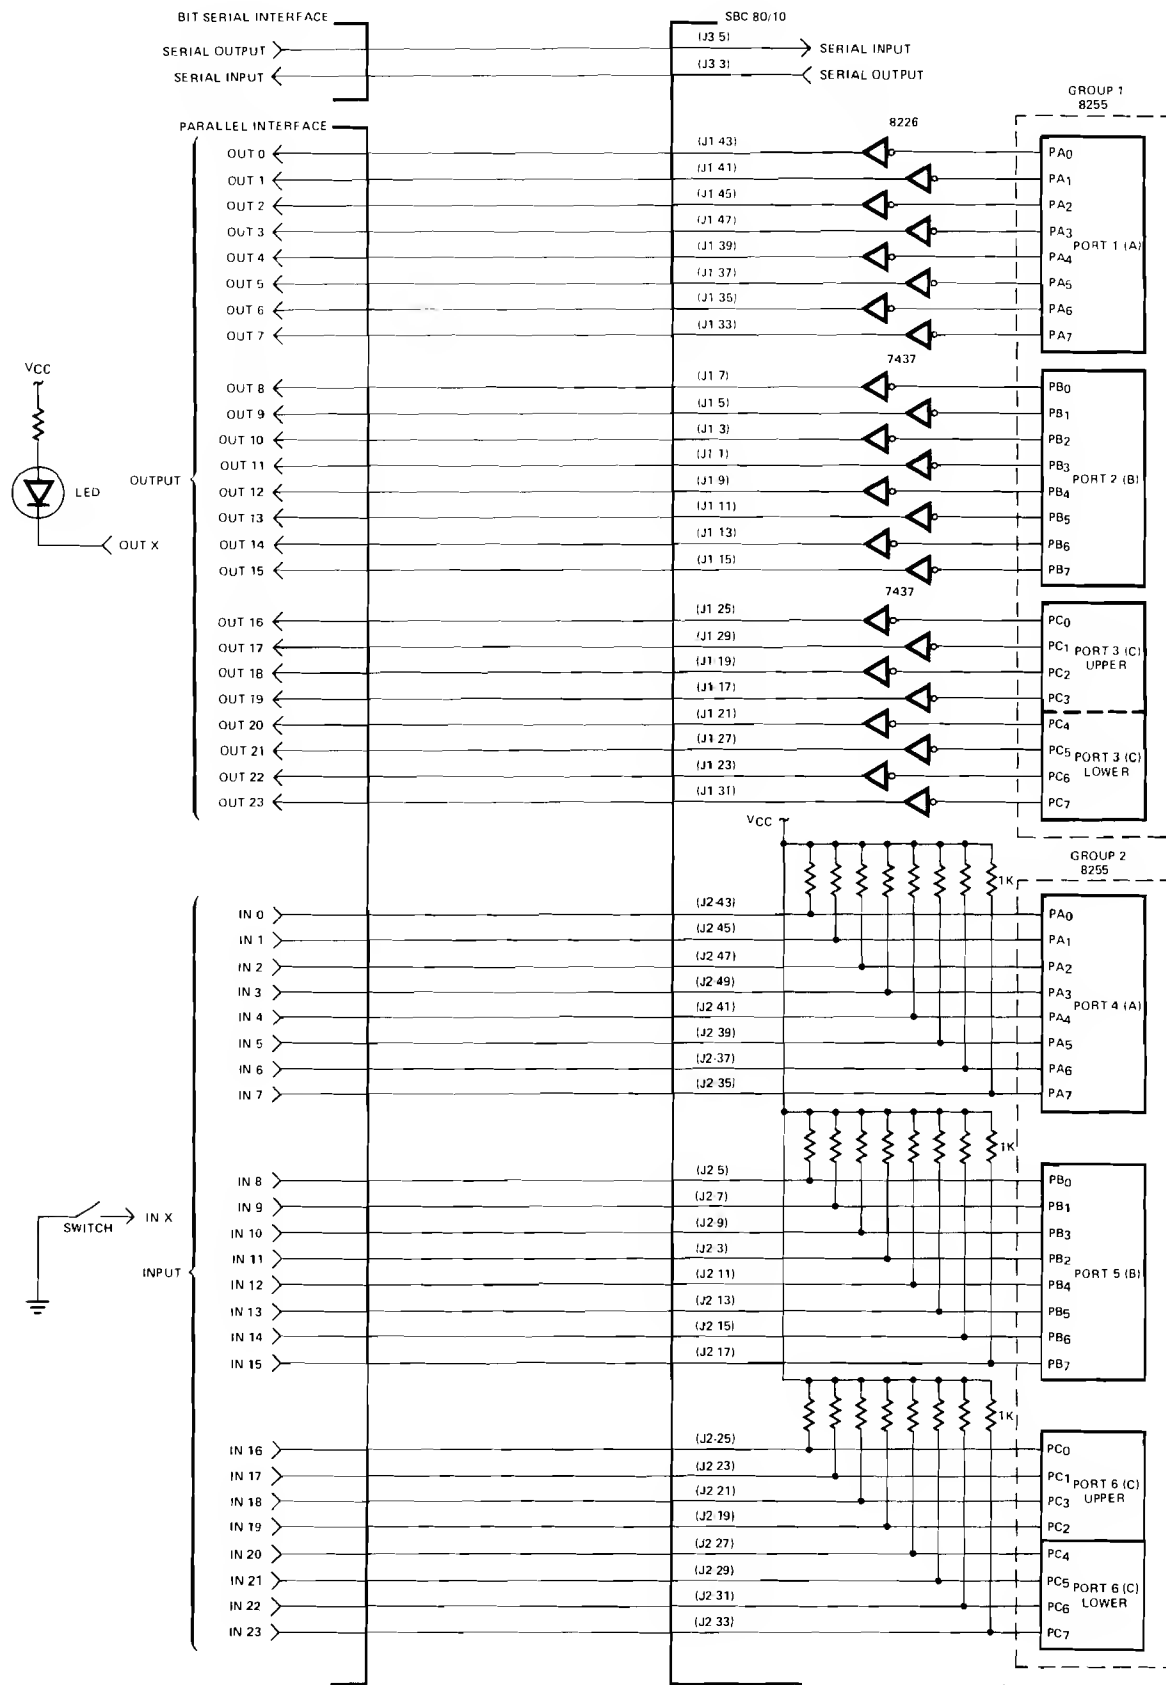 BIT SERIAL INTERFACE
SBC 80/10
SERIAL OUTPUT (J3 5) SERIAL INPUT
SERIAL INPUT (J3 3) SERIAL OUTPUT
GROUP 1
8255
PARALLEL INTERFACE
8226
OUT 0 (J1 43) PA0
OUT 1 (J1 41) PA1
OUT 2 (J1 45) PA2
OUT 3 (J1 47) PA3
PORT 1 (A)
OUT 4 (J1 39) PA4
OUT 5 (J1 37) PA5
OUT 6 (J1 35) PA6
OUT 7 (J1 33) PA7
VCC
7437
OUT 8 (J1 7) PB0
OUT 9 (J1 5) PB1
OUT 10 (J1 3) PB2
OUT 11 (J1 1) PB3
OUTPUT
PORT 2 (B)
LED
OUT 12 (J1 9) PB4
OUT 13 (J1 11) PB5
OUT X
OUT 14 (J1 13) PB6
OUT 15 (J1 15) PB7
7437
OUT 16 (J1 25) PC0
OUT 17 (J1 29) PC1
PORT 3 (C)
UPPER
OUT 18 (J1 19) PC2
OUT 19 (J1 17) PC3
OUT 20 (J1 21) PC4
OUT 21 (J1 27) PC5
PORT 3 (C)
LOWER
OUT 22 (J1 23) PC6
OUT 23 (J1 31) PC7
VCC
GROUP 2
8255
1K
IN 0 (J2 43) PA0
IN 1 (J2 45) PA1
IN 2 (J2 47) PA2
IN 3 (J2 49) PA3
PORT 4 (A)
IN 4 (J2 41) PA4
IN 5 (J2 39) PA5
IN 6 (J2 37) PA6
IN 7 (J2 35) PA7
1K
IN 8 (J2 5) PB0
IN 9 (J2 7) PB1
SWITCH
IN X
IN 10 (J2 9) PB3
IN 11 (J2 3) PB2
INPUT
PORT 5 (B)
IN 12 (J2 11) PB4
IN 13 (J2 13) PB5
IN 14 (J2 15) PB6
IN 15 (J2 17) PB7
1K
IN 16 (J2 25) PC0
IN 17 (J2 23) PC1
PORT 6 (C)
UPPER
IN 18 (J2 21) PC3
IN 19 (J2 19) PC2
IN 20 (J2 27) PC4
IN 21 (J2 29) PC5
PORT 6 (C)
LOWER
IN 22 (J2 31) PC6
IN 23 (J2 33) PC7